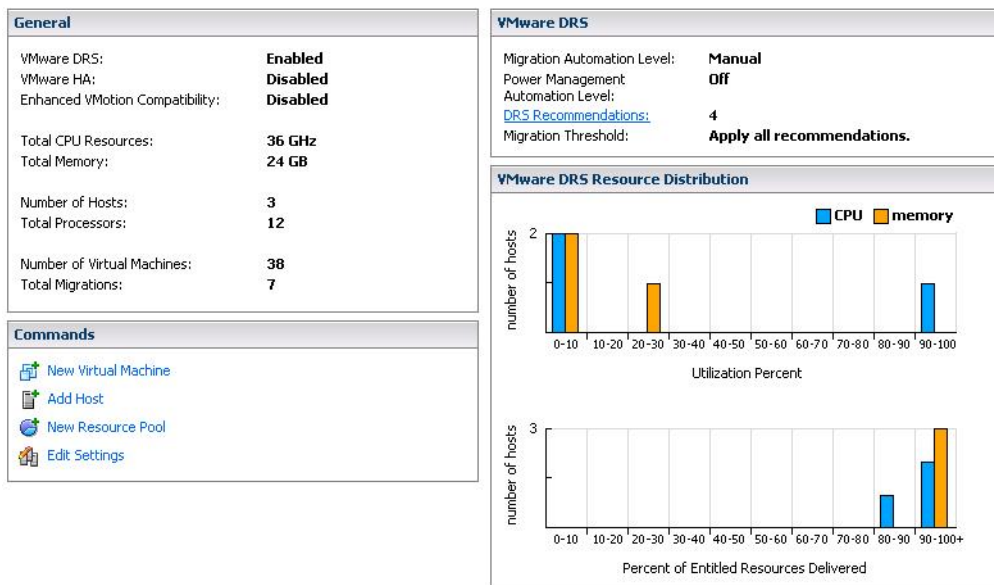 General
VMware DRS: Enabled
VMware HA: Disabled
Enhanced VMotion Compatibility: Disabled
Total CPU Resources: 36 GHz
Total Memory: 24 GB
Number of Hosts: 3
Total Processors: 12
Number of Virtual Machines: 38
Total Migrations: 7
Commands
New Virtual Machine
Add Host
New Resource Pool
Edit Settings
VMware DRS
Migration Automation Level: Manual
Power Management Off
Automation Level:
DRS Recommendations: 4
Migration Threshold: Apply all recommendations.
VMware DRS Resource Distribution
CPU memory
2
number of hosts
0-10 10-20 20-30 30-40 40-50 50-60 60-70 70-80 80-90 90-100
Utilization Percent
3
number of hosts
0-10 10-20 20-30 30-40 40-50 50-60 60-70 70-80 80-90 90-100+
Percent of Entitled Resources Delivered